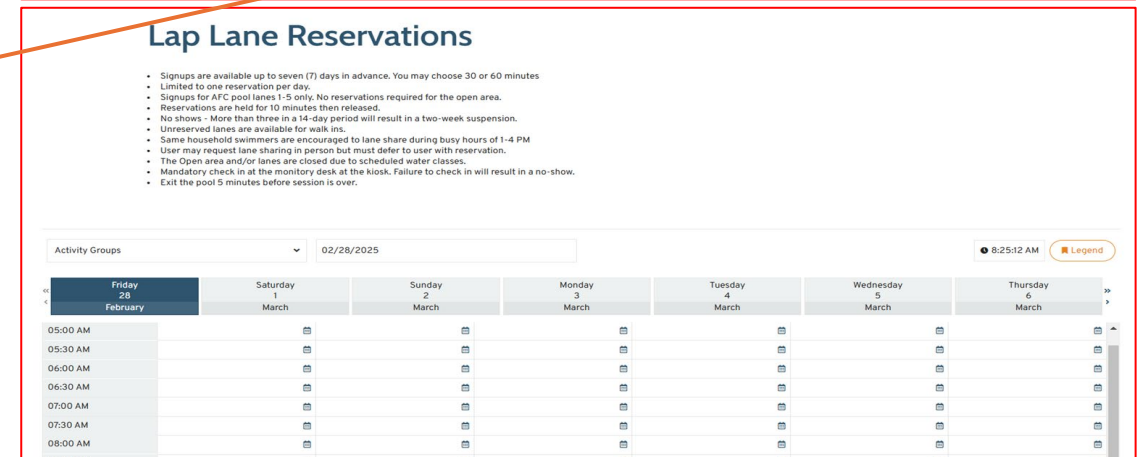 Lap Lane Reservations
• Signups are available up to seven (7) days in advance. You may choose 30 or 60 minutes
• Limited to one reservation per day.
• Signups for AFC pool lanes 1-5 only. No reservations required for the open area.
• Reservations are held for 10 minutes then released.
• No shows - More than three in a 14-day period will result in a two-week suspension.
• Unreserved lanes are available for walk ins.
• Same household swimmers are encouraged to lane share during busy hours of 1-4 PM
• User may request lane sharing in person but must defer to user with reservation.
• The Open area and/or lanes are closed due to scheduled water classes.
• Mandatory check in at the monitory desk at the kiosk. Failure to check in will result in a no-show.
• Exit the pool 5 minutes before session is over.
Activity Groups 02/28/2025 8:25:12 AM Legend
Friday Saturday Sunday Monday Tuesday Wednesday Thursday
28 1 2 3 4 5 6
February March March March March March March
05:00 AM
05:30 AM
06:00 AM
06:30 AM
07:00 AM
07:30 AM
08:00 AM